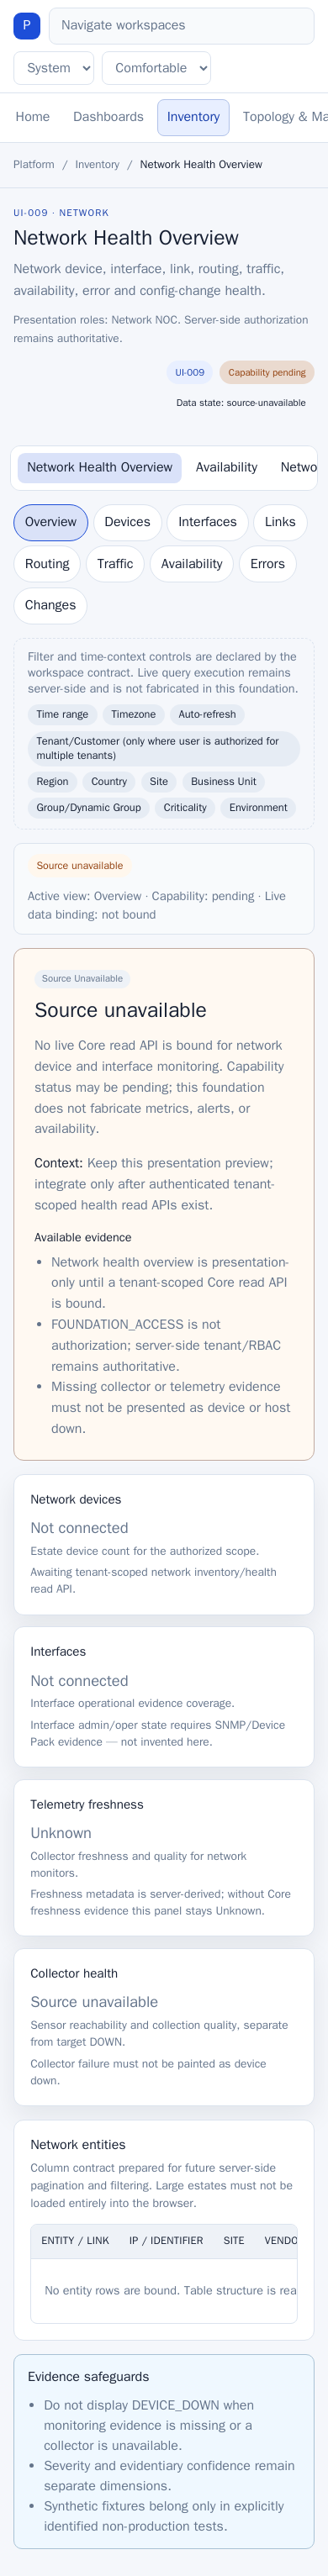 P
Navigate workspaces
System
Comfortable
Home
Dashboards
Inventory
Topology & Ma
Platform / Inventory / Network Health Overview
UI-009 · NETWORK
Network Health Overview
Network device, interface, link, routing, traffic,
availability, error and config-change health.
Presentation roles: Network NOC. Server-side authorization
remains authoritative.
UI-009
Capability pending
Data state: source-unavailable
Network Health Overview
Availability
Netwo
Overview
Devices
Interfaces
Links
Routing
Traffic
Availability
Errors
Changes
Filter and time-context controls are declared by the
workspace contract. Live query execution remains
server-side and is not fabricated in this foundation.
Time range
Timezone
Auto-refresh
Tenant/Customer (only where user is authorized for
multiple tenants)
Region
Country
Site
Business Unit
Group/Dynamic Group
Criticality
Environment
Source unavailable
Active view: Overview · Capability: pending · Live
data binding: not bound
Source Unavailable
Source unavailable
No live Core read API is bound for network
device and interface monitoring. Capability
status may be pending; this foundation
does not fabricate metrics, alerts, or
availability.
Context: Keep this presentation preview;
integrate only after authenticated tenant-
scoped health read APIs exist.
Available evidence
• Network health overview is presentation-
only until a tenant-scoped Core read API
is bound.
• FOUNDATION_ACCESS is not
authorization; server-side tenant/RBAC
remains authoritative.
• Missing collector or telemetry evidence
must not be presented as device or host
down.
Network devices
Not connected
Estate device count for the authorized scope.
Awaiting tenant-scoped network inventory/health
read API.
Interfaces
Not connected
Interface operational evidence coverage.
Interface admin/oper state requires SNMP/Device
Pack evidence — not invented here.
Telemetry freshness
Unknown
Collector freshness and quality for network
monitors.
Freshness metadata is server-derived; without Core
freshness evidence this panel stays Unknown.
Collector health
Source unavailable
Sensor reachability and collection quality, separate
from target DOWN.
Collector failure must not be painted as device
down.
Network entities
Column contract prepared for future server-side
pagination and filtering. Large estates must not be
loaded entirely into the browser.
ENTITY / LINK
IP / IDENTIFIER
SITE
VENDO
No entity rows are bound. Table structure is rea
Evidence safeguards
• Do not display DEVICE_DOWN when
monitoring evidence is missing or a
collector is unavailable.
• Severity and evidentiary confidence remain
separate dimensions.
• Synthetic fixtures belong only in explicitly
identified non-production tests.